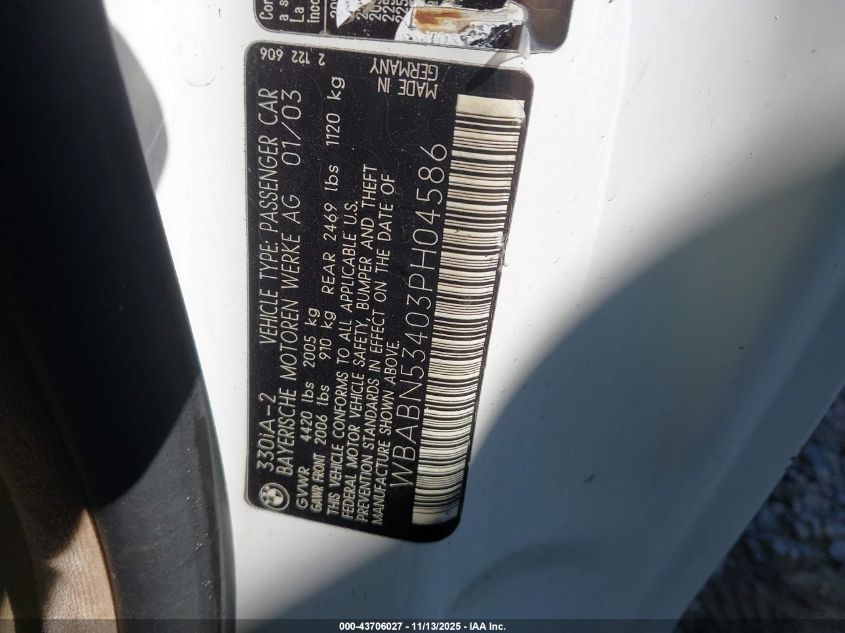 2 122 606
330iA-2 VEHICLE TYPE: PASSENGER CAR
BAYERISCHE MOTOREN WERKE AG 01/03
GVWR 4420 lbs 2005 kg
GAWR FRONT 2006 lbs 910 kg REAR 2469 lbs 1120 kg
THIS VEHICLE CONFORMS TO ALL APPLICABLE U.S.
FEDERAL MOTOR VEHICLE SAFETY, BUMPER AND THEFT
PREVENTION STANDARDS IN EFFECT ON THE DATE OF
MANUFACTURE SHOWN ABOVE.
MADE IN
GERMANY
WBABN53403PH04586
000-43706027 - 11/13/2025 - IAA Inc.